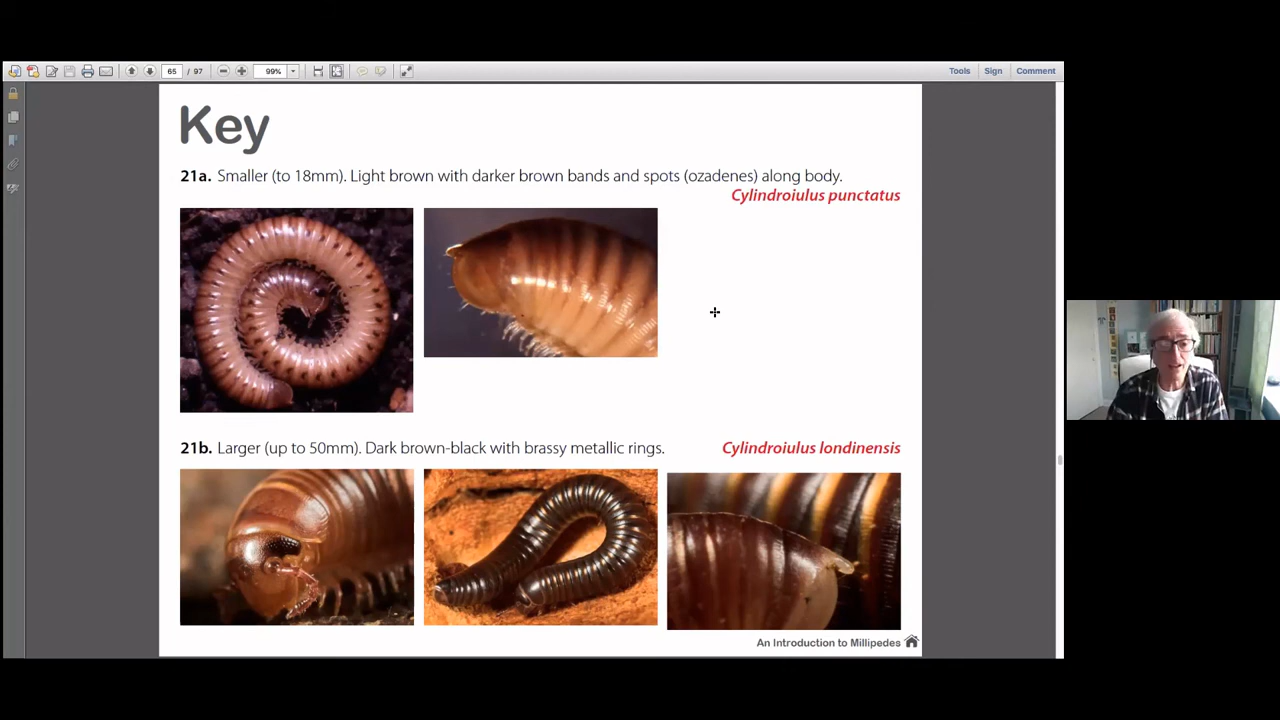 65 / 97 99% Tools Sign Comment
Key
21a. Smaller (to 18mm). Light brown with darker brown bands and spots (ozadenes) along body.
Cylindroiulus punctatus
21b. Larger (up to 50mm). Dark brown-black with brassy metallic rings. Cylindroiulus londinensis
An Introduction to Millipedes